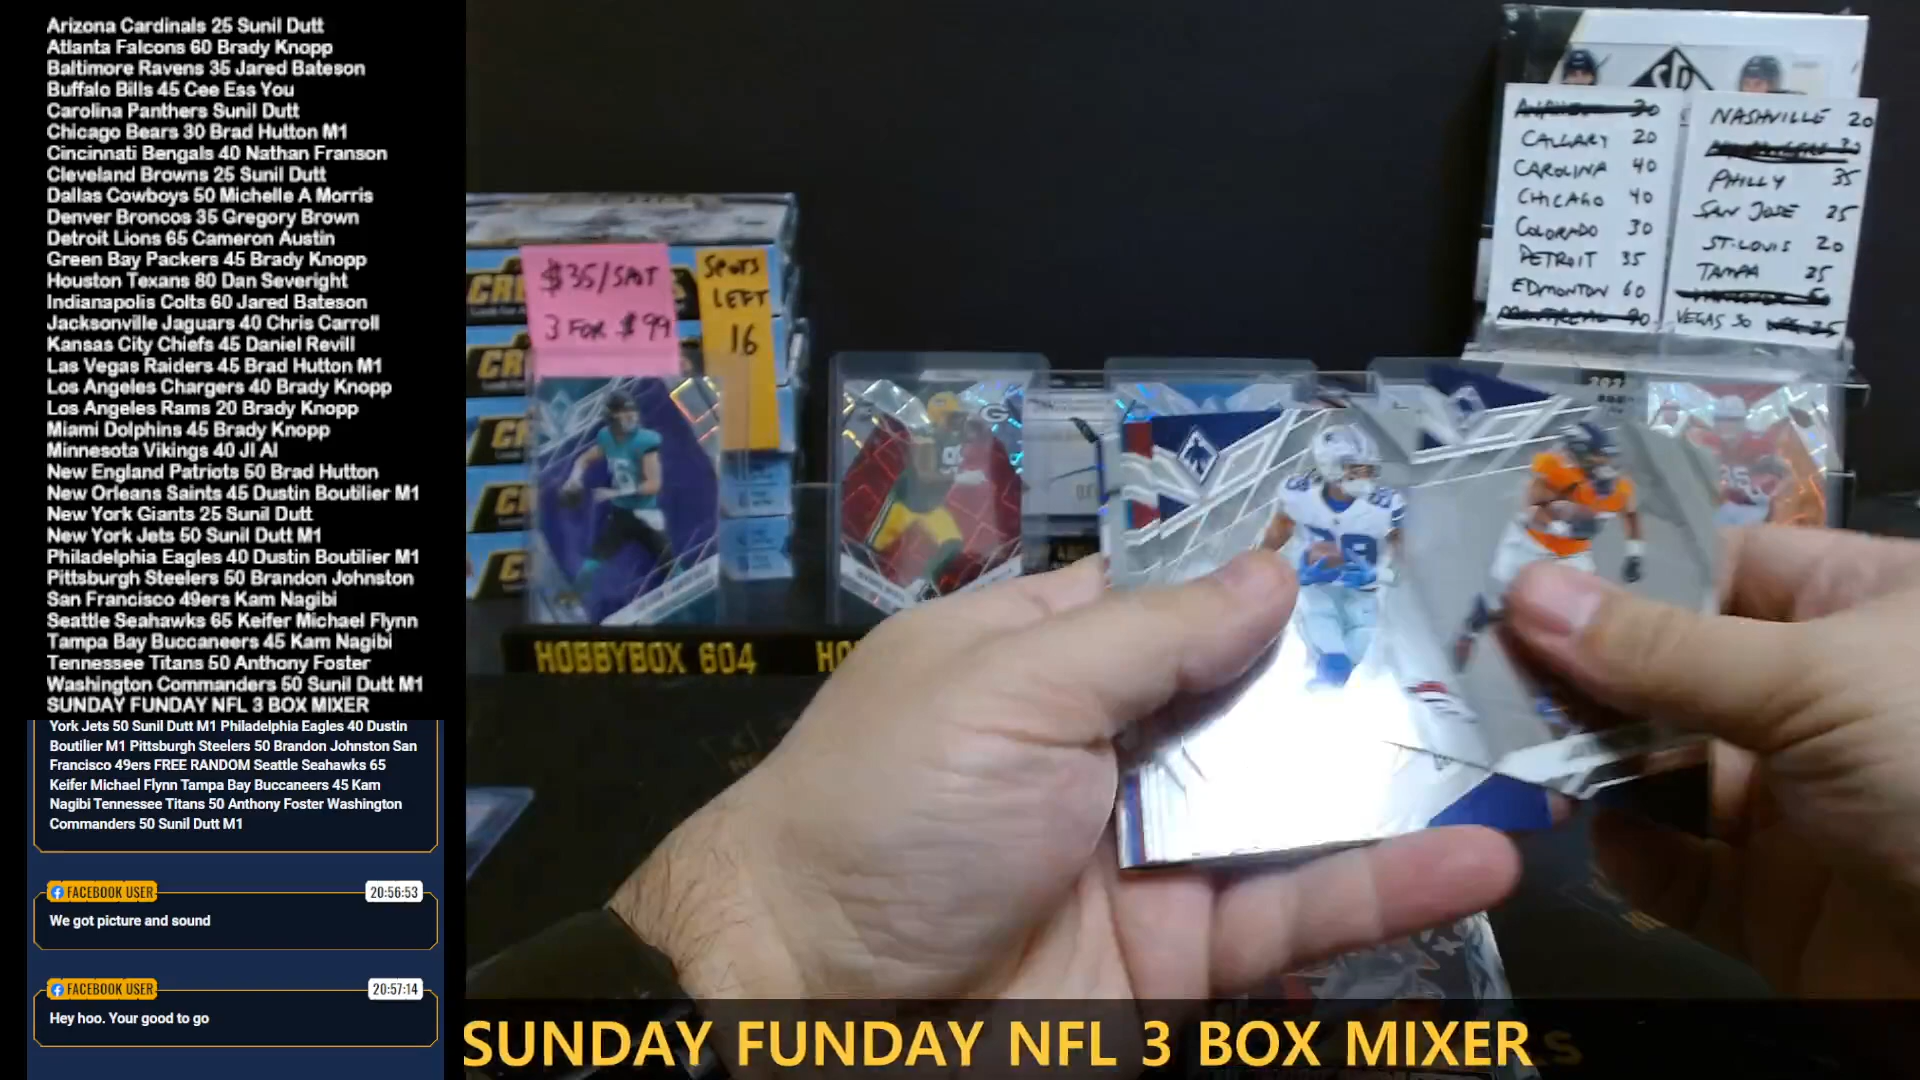 Arizona Cardinals 25 Sunil Dutt
Atlanta Falcons 60 Brady Knopp
Baltimore Ravens 35 Jared Bateson
Buffalo Bills 45 Cee Ess You
Carolina Panthers Sunil Dutt
Chicago Bears 30 Brad Hutton M1
Cincinnati Bengals 40 Nathan Franson
Cleveland Browns 25 Sunil Dutt
Dallas Cowboys 50 Michelle A Morris
Denver Broncos 35 Gregory Brown
Detroit Lions 65 Cameron Austin
Green Bay Packers 45 Brady Knopp
Houston Texans 80 Dan Severight
Indianapolis Colts 60 Jared Bateson
Jacksonville Jaguars 40 Chris Carroll
Kansas City Chiefs 45 Daniel Revill
Las Vegas Raiders 45 Brad Hutton M1
Los Angeles Chargers 40 Brady Knopp
Los Angeles Rams 20 Brady Knopp
Miami Dolphins 45 Brady Knopp
Minnesota Vikings 40 JI AI
New England Patriots 50 Brad Hutton
New Orleans Saints 45 Dustin Boutilier M1
New York Giants 25 Sunil Dutt
New York Jets 50 Sunil Dutt M1
Philadelphia Eagles 40 Dustin Boutilier M1
Pittsburgh Steelers 50 Brandon Johnston
San Francisco 49ers Kam Nagibi
Seattle Seahawks 65 Keifer Michael Flynn
Tampa Bay Buccaneers 45 Kam Nagibi
Tennessee Titans 50 Anthony Foster
Washington Commanders 50 Sunil Dutt M1
SUNDAY FUNDAY NFL 3 BOX MIXER
York Jets 50 Sunil Dutt M1 Philadelphia Eagles 40 Dustin
Boutilier M1 Pittsburgh Steelers 50 Brandon Johnston San
Francisco 49ers FREE RANDOM Seattle Seahawks 65
Keifer Michael Flynn Tampa Bay Buccaneers 45 Kam
Nagibi Tennessee Titans 50 Anthony Foster Washington
Commanders 50 Sunil Dutt M1
FACEBOOK USER 20:56:53
We got picture and sound
FACEBOOK USER 20:57:14
Hey hoo. Your good to go
$35/SPOT
3 FOR $99
SPOTS
LEFT
16
CALGARY 20
CAROLINA 40
CHICAGO 40
COLORADO 30
DETROIT 35
EDMONTON 60
NASHVILLE 20
PHILLY 35
SAN JOSE 25
ST-LOUIS 20
TAMPA 25
VEGAS 30
HOBBYBOX 604
SUNDAY FUNDAY NFL 3 BOX MIXER